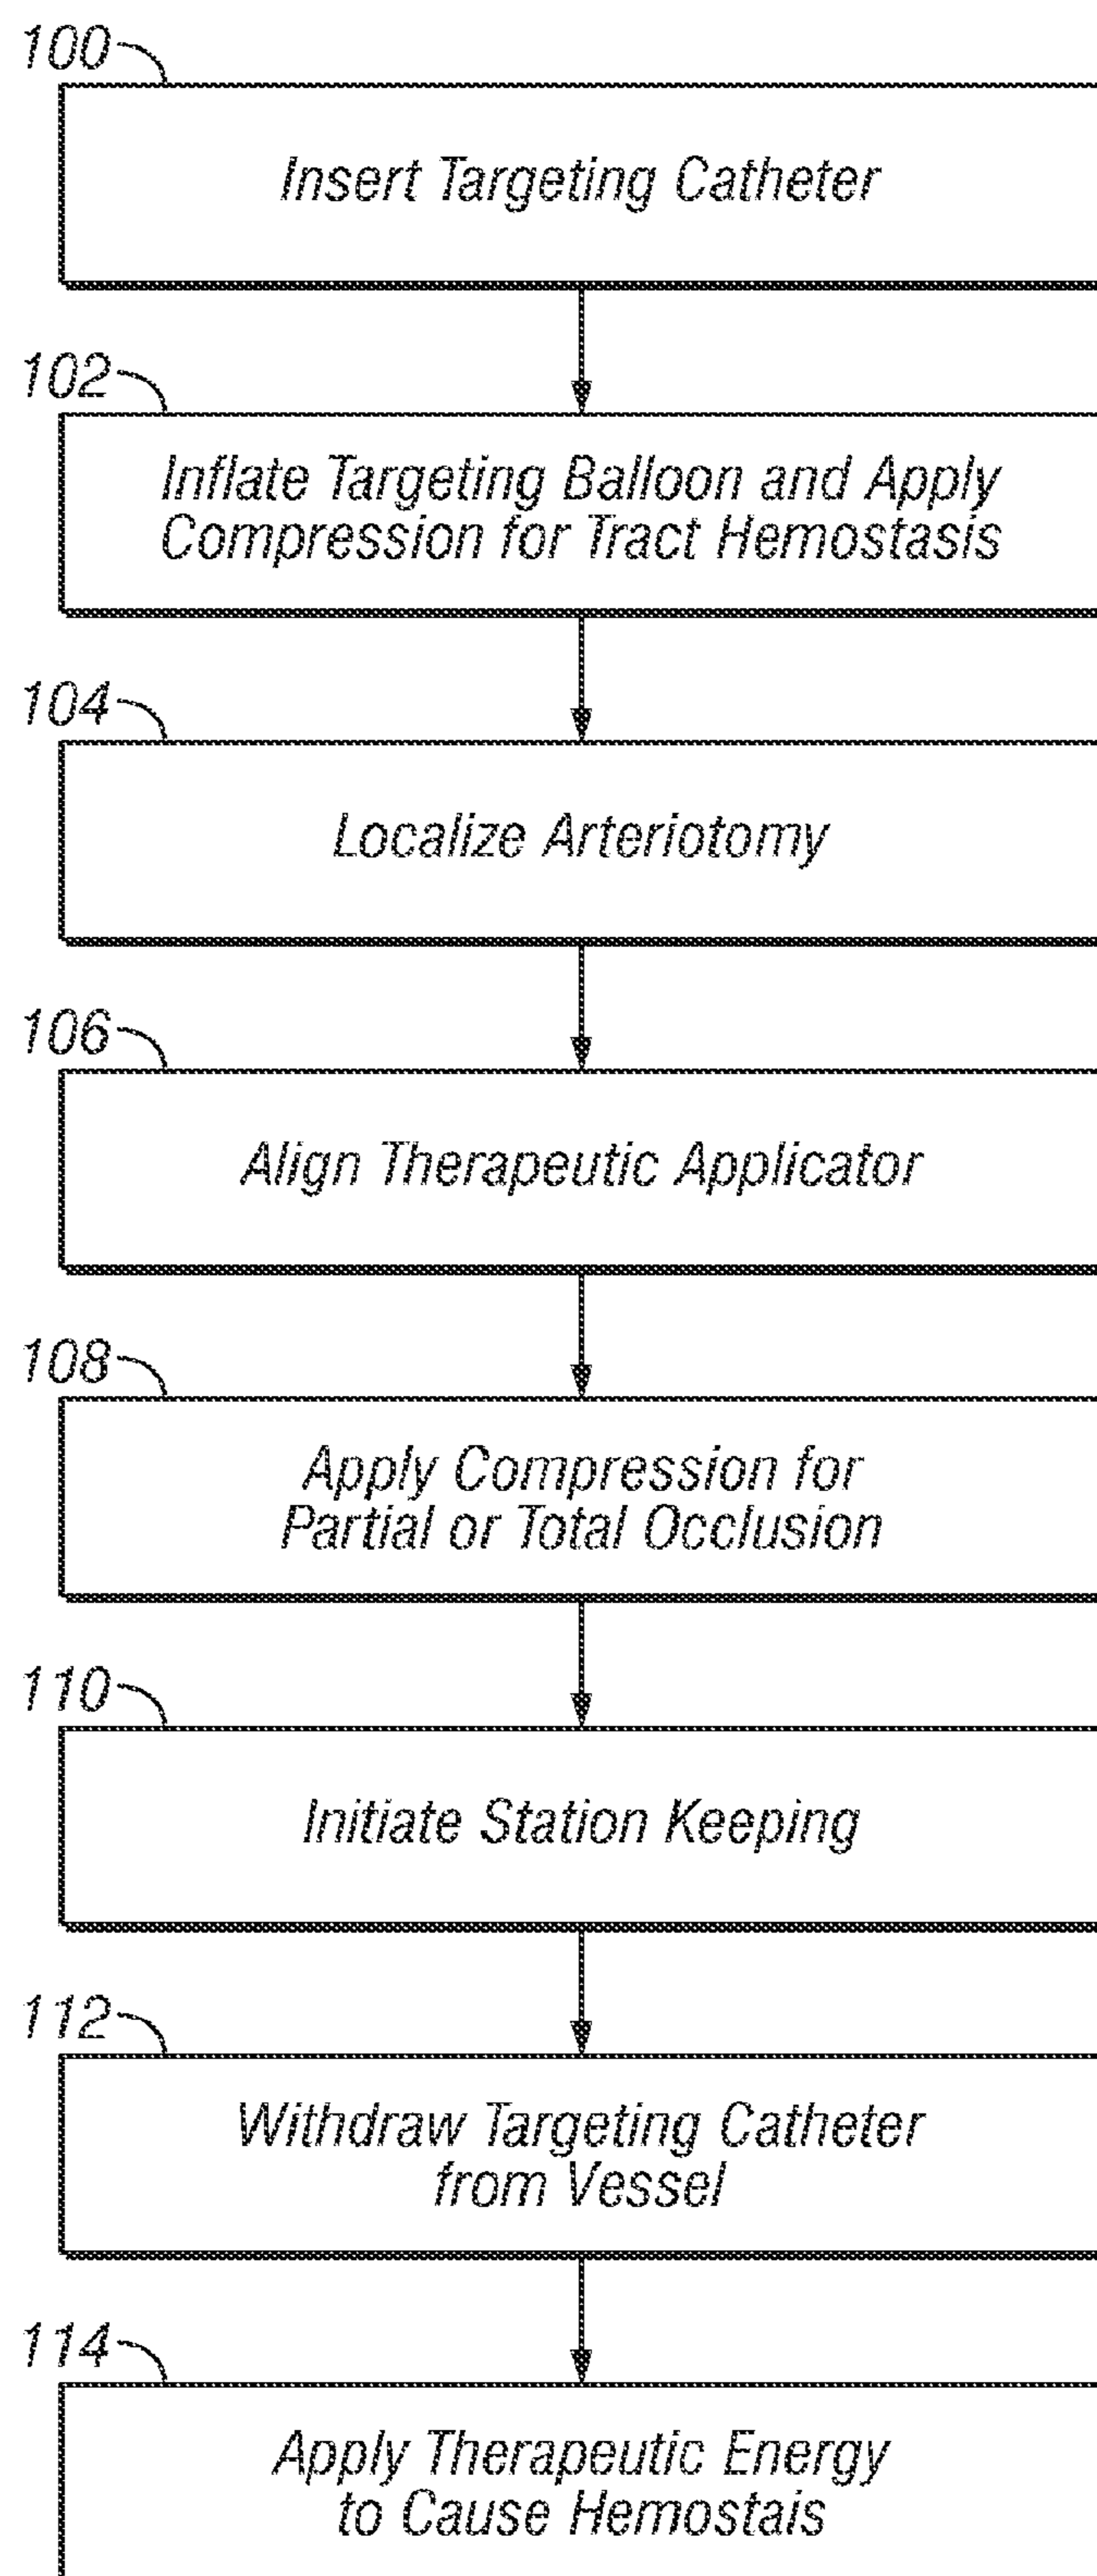 100
Insert Targeting Catheter
102
Inflate Targeting Balloon and Apply
Compression for Tract Hemostasis
104
Localize Arteriotomy
106
Align Therapeutic Applicator
108
Apply Compression for
Partial or Total Occlusion
110
Initiate Station Keeping
112
Withdraw Targeting Catheter
from Vessel
114
Apply Therapeutic Energy
to Cause Hemostais